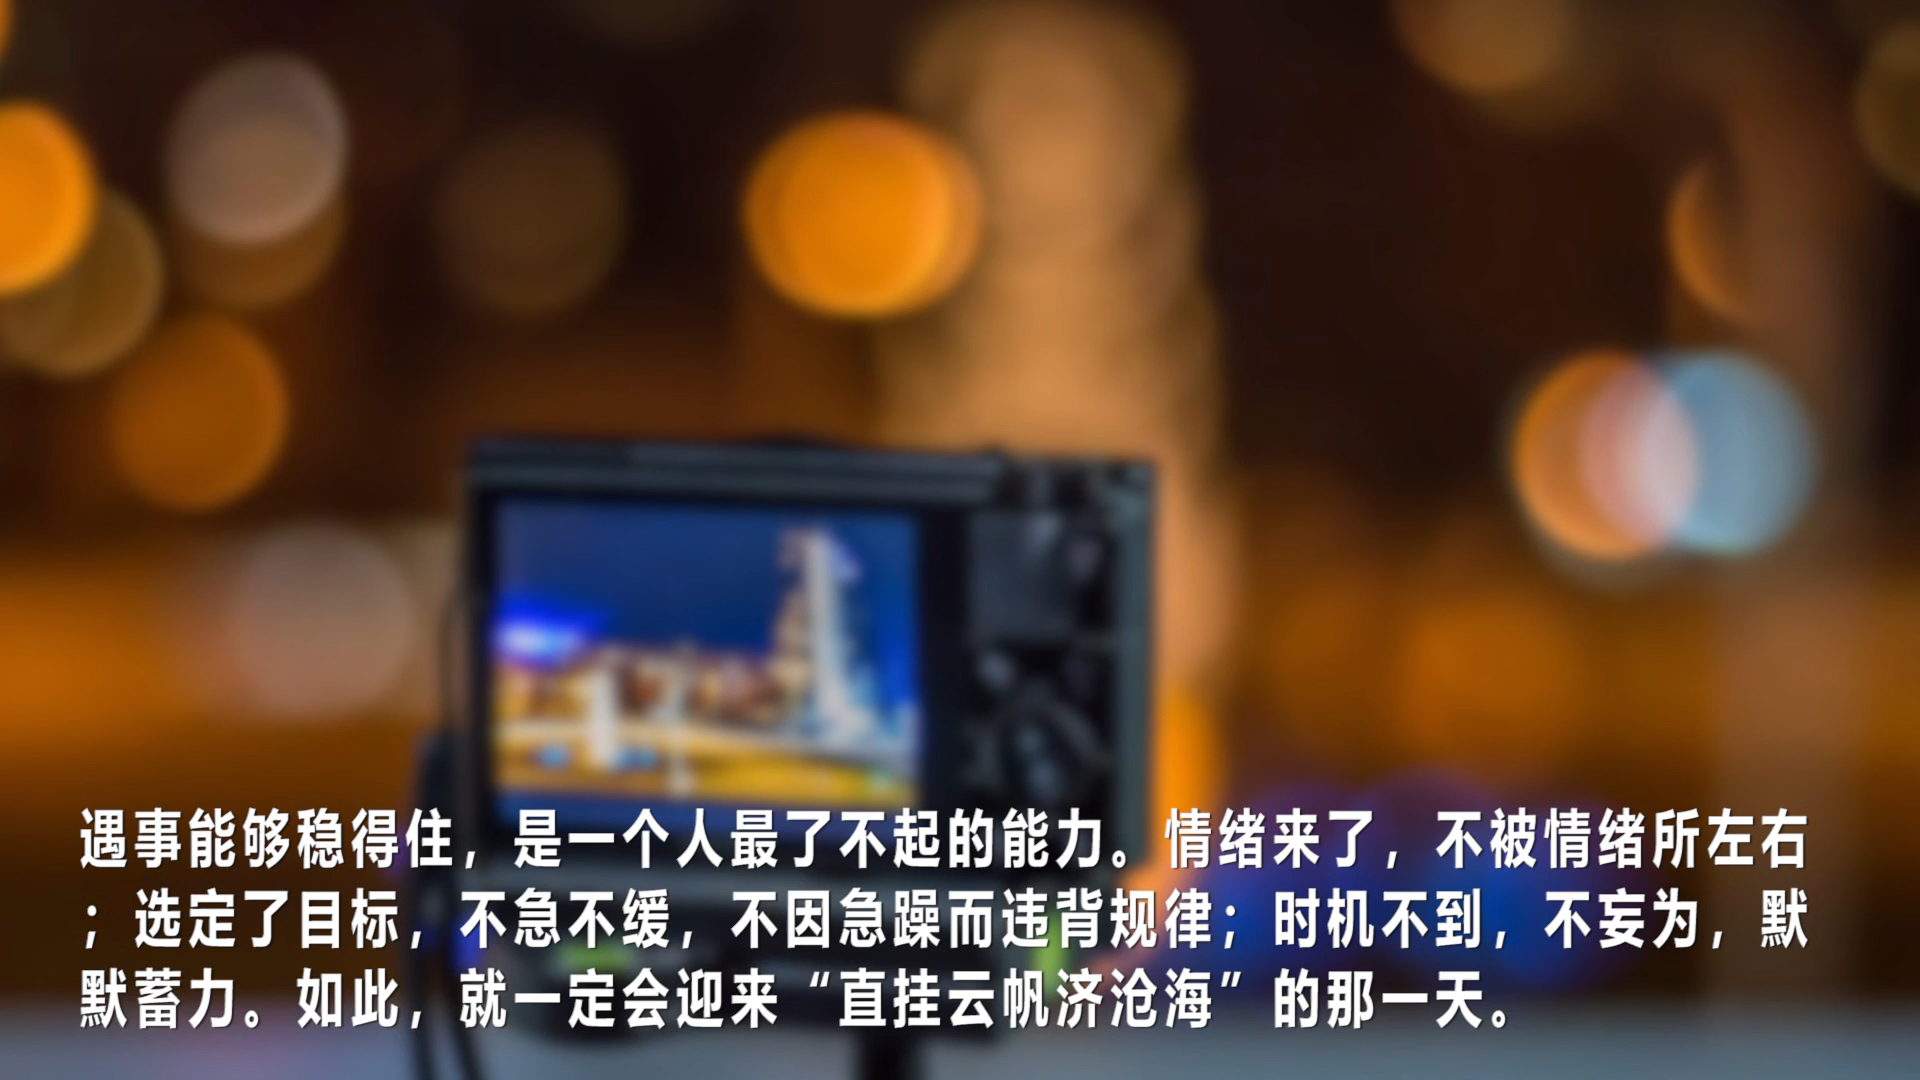 遇事能够稳得住，是一个人最了不起的能力。情绪来了，不被情绪所左右
；选定了目标，不急不缓，不因急躁而违背规律；时机不到，不妄为，默
默蓄力。如此，就一定会迎来“直挂云帆济沧海”的那一天。